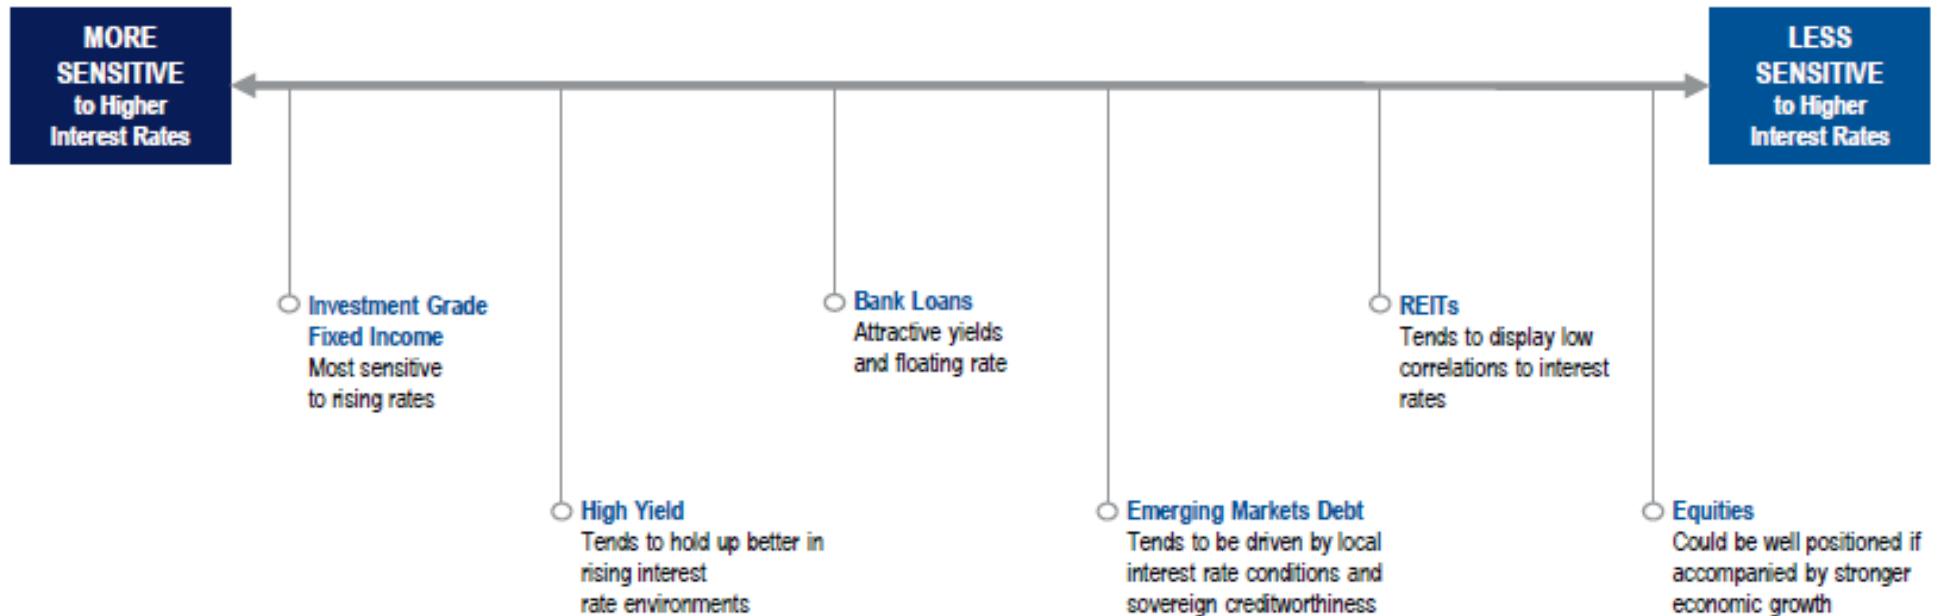 MORE
SENSITIVE
to Higher
Interest Rates
LESS
SENSITIVE
to Higher
Interest Rates
Investment Grade
Fixed Income
Most sensitive
to rising rates
High Yield
Tends to hold up better in
rising interest
rate environments
Bank Loans
Attractive yields
and floating rate
Emerging Markets Debt
Tends to be driven by local
interest rate conditions and
sovereign creditworthiness
REITs
Tends to display low
correlations to interest
rates
Equities
Could be well positioned if
accompanied by stronger
economic growth